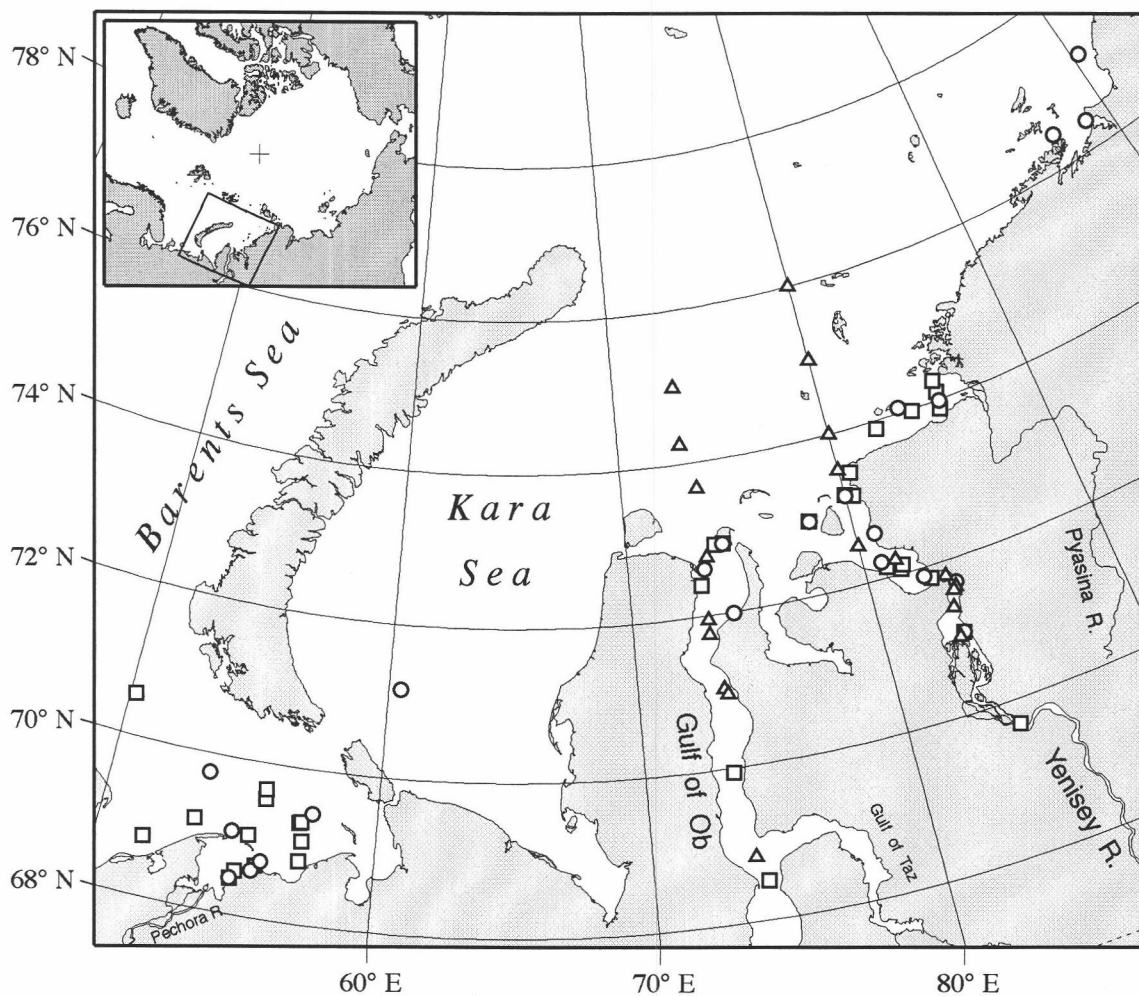 78° N
76° N
74° N
72° N
70° N
68° N
Barents Sea
Kara
Sea
Gulf of Ob
Gulf of Taz
Pyasina R.
Yenisey R.
Pechora R
60° E
70° E
80° E